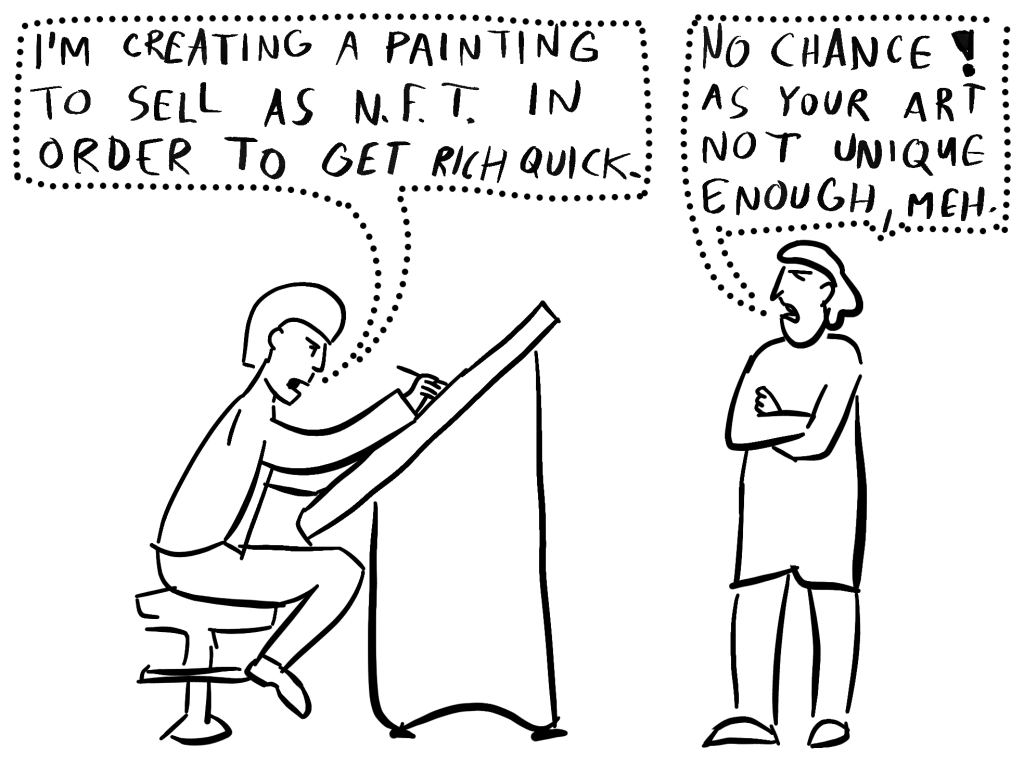 I'M CREATING A PAINTING
TO SELL AS N.F.T. IN
ORDER TO GET RICH QUICK.
NO CHANCE!
AS YOUR ART
NOT UNIQUE
ENOUGH, MEH.